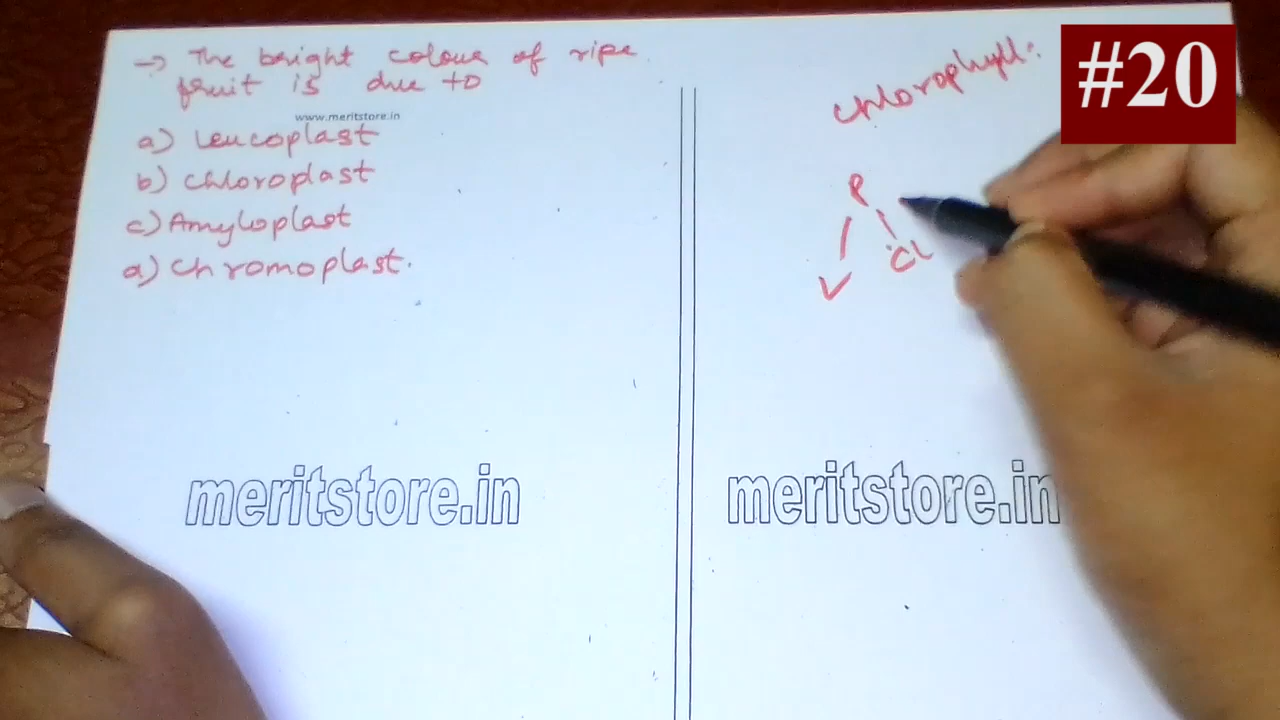 → The bright colour of ripe
fruit is due to
www.meritstore.in
a) Leucoplast
b) Chloroplast
c) Amyloplast
a) Chromoplast.
chlorophyll:
#20
P
V Cl
meritstore.in meritstore.in